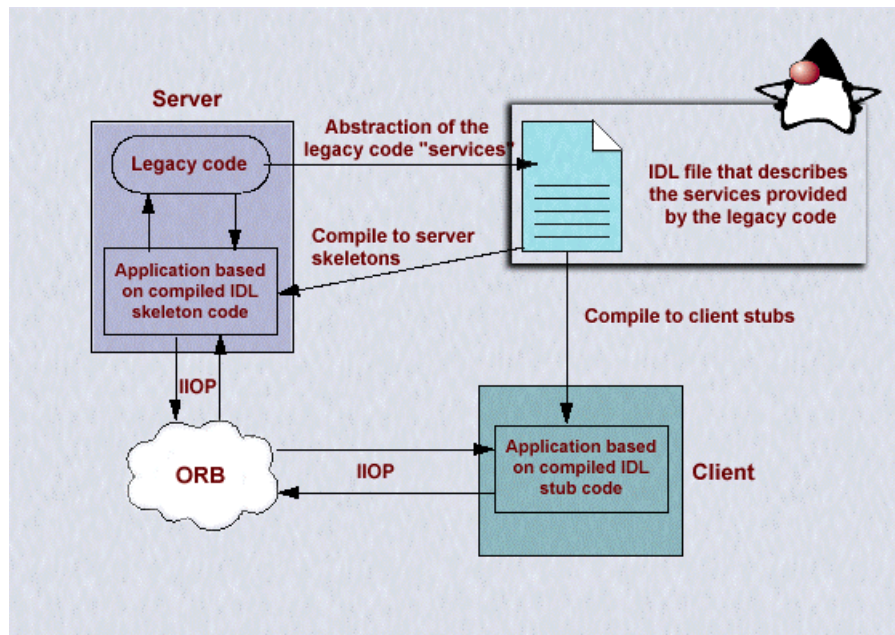 Server
Legacy code
Abstraction of the
legacy code "services"
IDL file that describes
the services provided
by the legacy code
Application based
on compiled IDL
skeleton code
Compile to server
skeletons
Compile to client stubs
IIOP
ORB
IIOP
Application based
on compiled IDL
stub code
Client